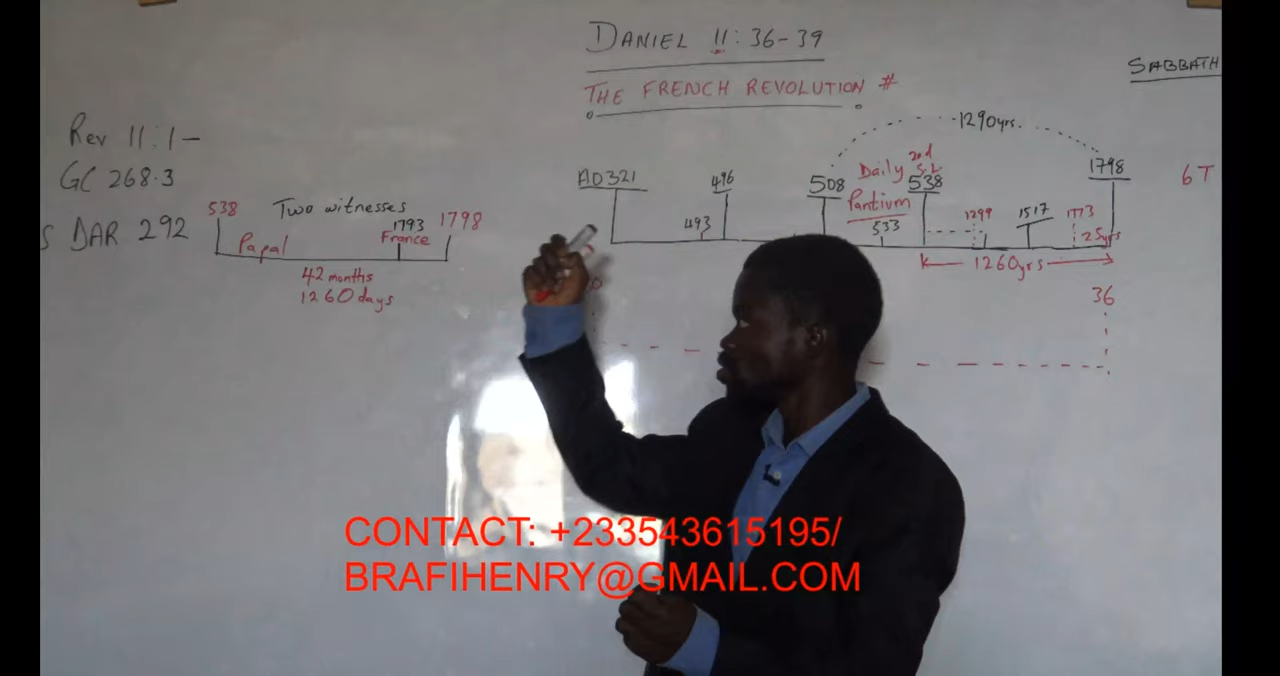 DANIEL 11:36-39
THE FRENCH REVOLUTION #
SABBATH
Rev 11:1-
GC 268.3
S DAR 292
538
Two witnesses
1793
1798
Papal
France
42 months
1260 days
1290yrs.
AD321
493
496
508
Daily
2nd S.L
538
Pantium
533
1299
1517
1773
1798
25yrs
1260yrs
36
6T
CONTACT: +233543615195/
BRAFIHENRY@GMAIL.COM